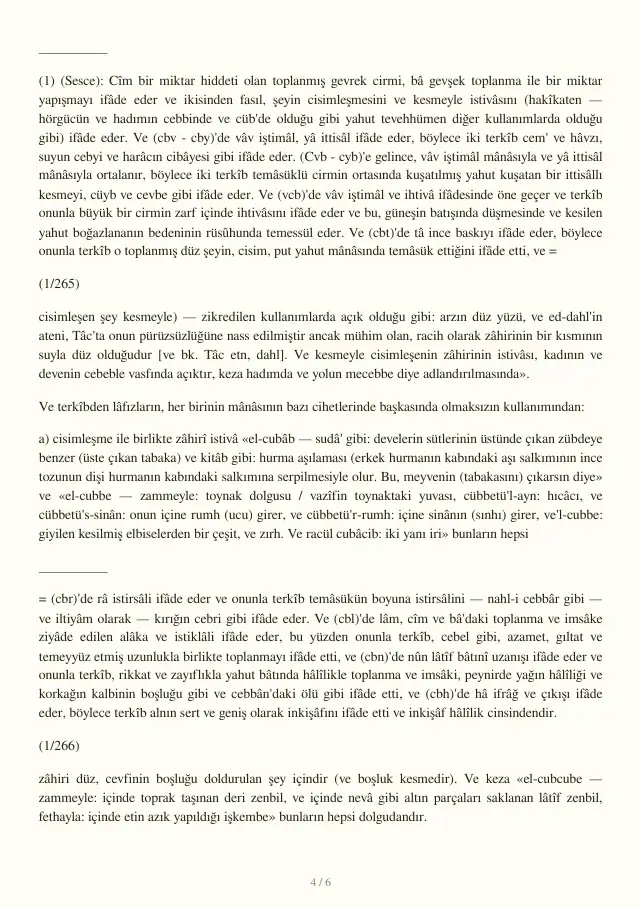 (1) (Sesce): Cîm bir miktar hiddeti olan toplanmış gevrek cirmi, bâ gevşek toplanma ile bir miktar
yapışmayı ifâde eder ve ikisinden fasıl, şeyin cisimleşmesini ve kesmeyle istivâsını (hakîkaten —
hörgücün ve hadımın cebbinde ve cüb'de olduğu gibi yahut tevehhümen diğer kullanımlarda olduğu
gibi) ifâde eder. Ve (cbv - cby)'de vâv iştimâl, yâ ittisâl ifâde eder, böylece iki terkîb cem' ve hâvzı,
suyun cebyi ve harâcın cibâyesi gibi ifâde eder. (Cvb - cyb)'e gelince, vâv iştimâl mânâsıyla ve yâ ittisâl
mânâsıyla ortalanır, böylece iki terkîb temâsüklü cirmin ortasında kuşatılmış yahut kuşatan bir ittisâllı
kesmeyi, cüyb ve cevbe gibi ifâde eder. Ve (vcb)'de vâv iştimâl ve ihtivâ ifâdesinde öne geçer ve terkîb
onunla büyük bir cirmin zarf içinde ihtivâsını ifâde eder ve bu, güneşin batışında düşmesinde ve kesilen
yahut boğazlananın bedeninin rüsûhunda temessül eder. Ve (cbt)'de tâ ince baskıyı ifâde eder, böylece
onunla terkîb o toplanmış düz şeyin, cisim, put yahut mânâsında temâsük ettiğini ifâde etti, ve =
(1/265)
cisimleşen şey kesmeyle) — zikredilen kullanımlarda açık olduğu gibi: arzın düz yüzü, ve ed-dahl'in
ateni, Tâc'ta onun pürüzsüzlüğüne nass edilmiştir ancak mühim olan, racih olarak zâhirinin bir kısmının
suyla düz olduğudur [ve bk. Tâc etn, dahl]. Ve kesmeyle cisimleşenin zâhirinin istivâsı, kadının ve
devenin cebeble vasfında açıktır, keza hadımda ve yolun mecebbe diye adlandırılmasında».
Ve terkîbden lâfızların, her birinin mânâsının bazı cihetlerinde başkasında olmaksızın kullanımından:
a) cisimleşme ile birlikte zâhirî istivâ «el-cubâb — sudâ' gibi: develerin sütlerinin üstünde çıkan zübdeye
benzer (üste çıkan tabaka) ve kitâb gibi: hurma aşılaması (erkek hurmanın kabındaki aşı salkımının ince
tozunun dişi hurmanın kabındaki salkımına serpilmesiyle olur. Bu, meyvenin (tabakasını) çıkarsın diye»
ve «el-cubbe — zammeyle: toynak dolgusu / vazîfin toynaktaki yuvası, cübbetü'l-ayn: hıcâcı, ve
cübbetü's-sinân: onun içine rumh (ucu) girer, ve cübbetü'r-rumh: içine sinânın (sınhı) girer, ve'l-cubbe:
giyilen kesilmiş elbiselerden bir çeşit, ve zırh. Ve racül cubâcib: iki yanı iri» bunların hepsi
= (cbr)'de râ istirsâli ifâde eder ve onunla terkîb temâsükün boyuna istirsâlini — nahl-i cebbâr gibi —
ve iltiyâm olarak — kırığın cebri gibi ifâde eder. Ve (cbl)'de lâm, cîm ve bâ'daki toplanma ve imsâke
ziyâde edilen alâka ve istiklâli ifâde eder, bu yüzden onunla terkîb, cebel gibi, azamet, gıltat ve
temeyyüz etmiş uzunlukla birlikte toplanmayı ifâde etti, ve (cbn)'de nûn lâtîf bâtınî uzanışı ifâde eder ve
onunla terkîb, rikkat ve zayıflıkla yahut bâtında hâlîlikle toplanma ve imsâki, peynirde yağın hâlîliği ve
korkağın kalbinin boşluğu gibi ve cebbân'daki ölü gibi ifâde etti, ve (cbh)'de hâ ifrâğ ve çıkışı ifâde
eder, böylece terkîb alnın sert ve geniş olarak inkişâfını ifâde etti ve inkişâf hâlîlik cinsindendir.
(1/266)
zâhiri düz, cevfinin boşluğu doldurulan şey içindir (ve boşluk kesmedir). Ve keza «el-cubcube —
zammeyle: içinde toprak taşınan deri zenbil, ve içinde nevâ gibi altın parçaları saklanan lâtîf zenbil,
fethayla: içinde etin azık yapıldığı işkembe» bunların hepsi dolgudandır.
4 / 6